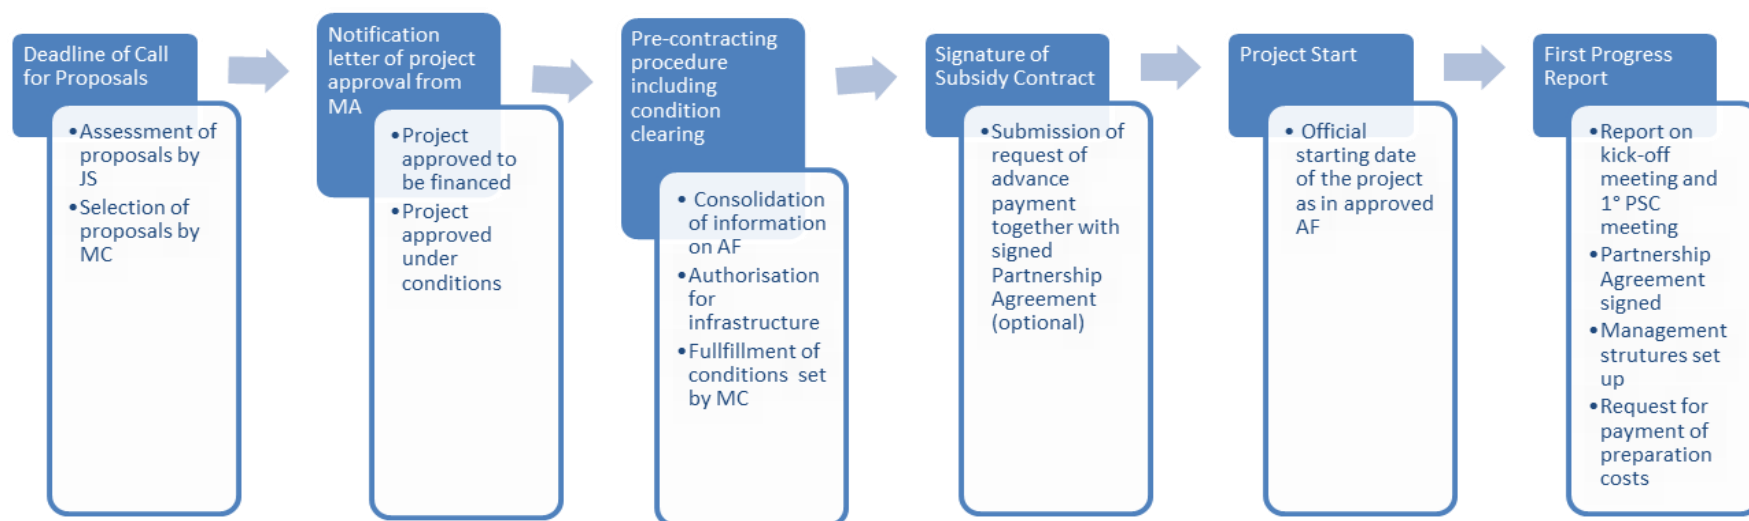 Deadline of Call
for Proposals
•Assessment of
proposals by
JS
•Selection of
proposals by
MC
Notification
letter of project
approval from
MA
•Project
approved to
be financed
•Project
approved
under
conditions
Pre-contracting
procedure
including
condition
clearing
• Consolidation
of information
on AF
•Authorisation
for
infrastructure
•Fullfillment of
conditions set
by MC
Signature of
Subsidy Contract
•Submission of
request of
advance
payment
together with
signed
Partnership
Agreement
(optional)
Project Start
• Official
starting date
of the project
as in approved
AF
First Progress
Report
•Report on
kick-off
meeting and
1° PSC
meeting
•Partnership
Agreement
signed
•Management
strutures set
up
•Request for
payment of
preparation
costs